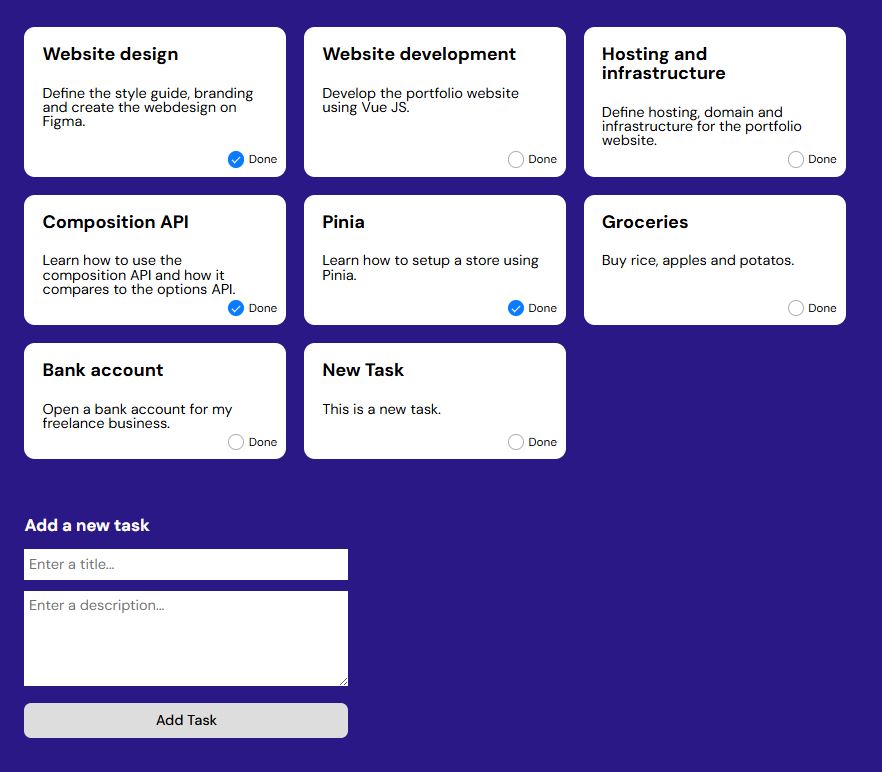 Website design
Define the style guide, branding
and create the webdesign on
Figma.
Done
Website development
Develop the portfolio website
using Vue JS.
Done
Hosting and
infrastructure
Define hosting, domain and
infrastructure for the portfolio
website.
Done
Composition API
Learn how to use the
composition API and how it
compares to the options API.
Done
Pinia
Learn how to setup a store using
Pinia.
Done
Groceries
Buy rice, apples and potatos.
Done
Bank account
Open a bank account for my
freelance business.
Done
New Task
This is a new task.
Done
Add a new task
Enter a title...
Enter a description...
Add Task